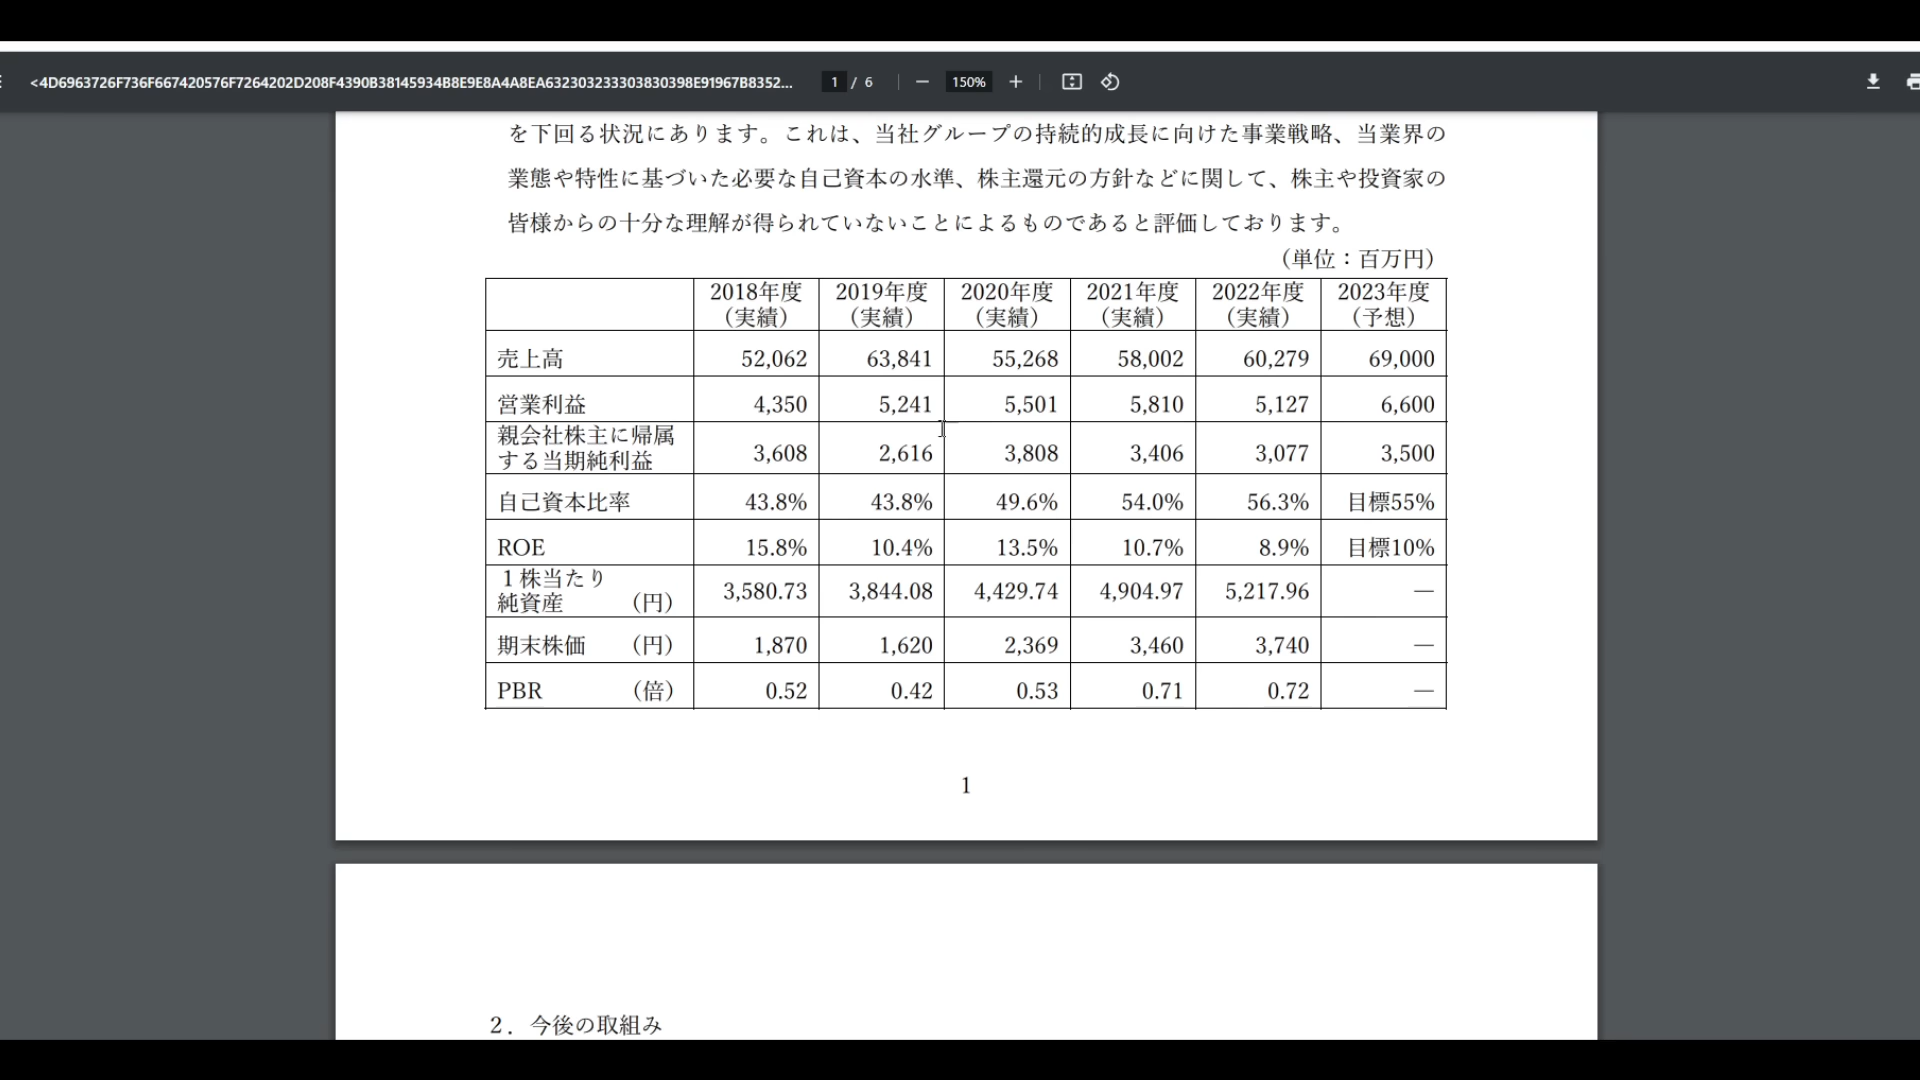 <4D6963726F736F667420576F7264202D208F4390B38145934B8E9E8A4A8EA632303233303830398E91967B8352...
1 / 6
150%
を下回る状況にあります。これは、当社グループの持続的成長に向けた事業戦略、当業界の
業態や特性に基づいた必要な自己資本の水準、株主還元の方針などに関して、株主や投資家の
皆様からの十分な理解が得られていないことによるものであると評価しております。
（単位：百万円）
2018年度 2019年度 2020年度 2021年度 2022年度 2023年度
（実績） （実績） （実績） （実績） （実績） （予想）
売上高 52,062 63,841 55,268 58,002 60,279 69,000
営業利益 4,350 5,241 5,501 5,810 5,127 6,600
親会社株主に帰属
する当期純利益 3,608 2,616 3,808 3,406 3,077 3,500
自己資本比率 43.8% 43.8% 49.6% 54.0% 56.3% 目標55%
ROE 15.8% 10.4% 13.5% 10.7% 8.9% 目標10%
１株当たり
純資産 （円） 3,580.73 3,844.08 4,429.74 4,904.97 5,217.96 ―
期末株価 （円） 1,870 1,620 2,369 3,460 3,740 ―
PBR （倍） 0.52 0.42 0.53 0.71 0.72 ―
1
２．今後の取組み